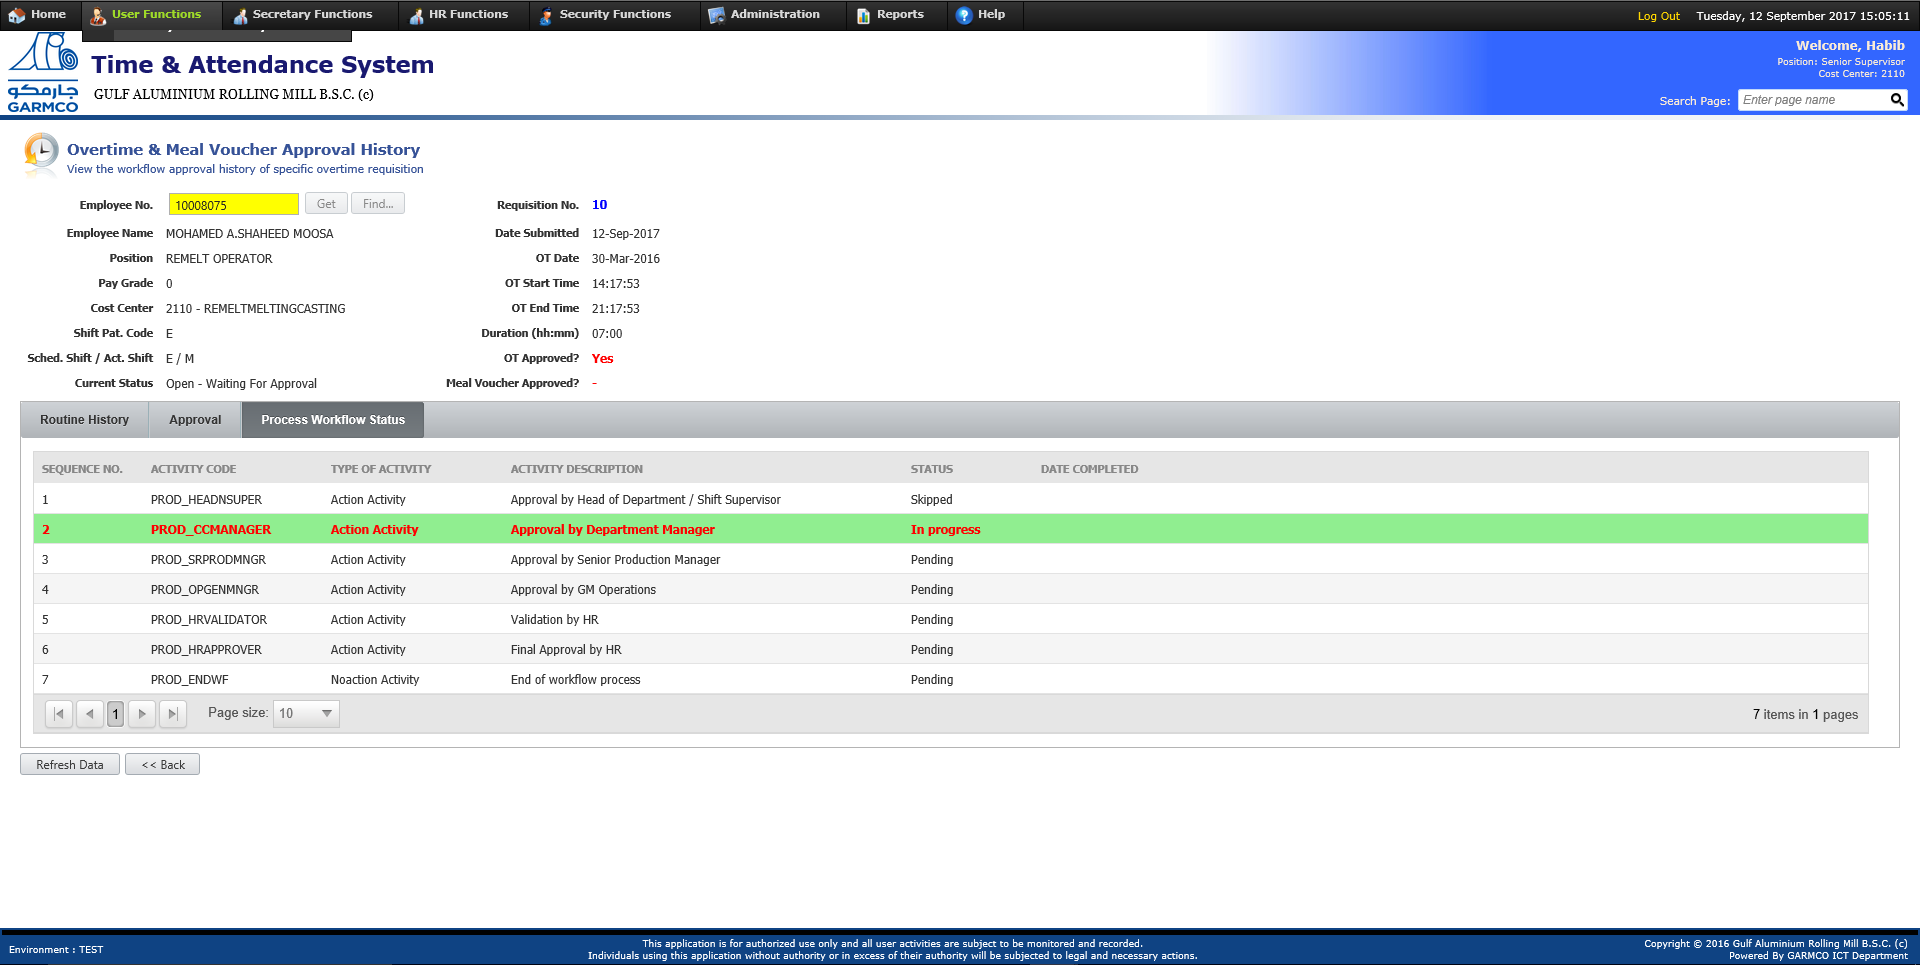 Home User Functions Secretary Functions HR Functions Security Functions Administration Reports Help Log Out Tuesday, 12 September 2017 15:05:11
جارمكو
GARMCO
Time & Attendance System
GULF ALUMINIUM ROLLING MILL B.S.C. (c)
Welcome, Habib
Position: Senior Supervisor
Cost Center: 2110
Search Page: Enter page name
Overtime & Meal Voucher Approval History
View the workflow approval history of specific overtime requisition
Employee No. 10008075 Get Find... Requisition No. 10
Employee Name MOHAMED A.SHAHEED MOOSA Date Submitted 12-Sep-2017
Position REMELT OPERATOR OT Date 30-Mar-2016
Pay Grade 0 OT Start Time 14:17:53
Cost Center 2110 - REMELTMELTINGCASTING OT End Time 21:17:53
Shift Pat. Code E Duration (hh:mm) 07:00
Sched. Shift / Act. Shift E / M OT Approved? Yes
Current Status Open - Waiting For Approval Meal Voucher Approved? -
Routine History Approval Process Workflow Status
SEQUENCE NO. ACTIVITY CODE TYPE OF ACTIVITY ACTIVITY DESCRIPTION STATUS DATE COMPLETED
1 PROD_HEADNSUPER Action Activity Approval by Head of Department / Shift Supervisor Skipped
2 PROD_CCMANAGER Action Activity Approval by Department Manager In progress
3 PROD_SRPRODMNGR Action Activity Approval by Senior Production Manager Pending
4 PROD_OPGENMNGR Action Activity Approval by GM Operations Pending
5 PROD_HRVALIDATOR Action Activity Validation by HR Pending
6 PROD_HRAPPROVER Action Activity Final Approval by HR Pending
7 PROD_ENDWF Noaction Activity End of workflow process Pending
1 Page size: 10 7 items in 1 pages
Refresh Data << Back
Environment : TEST
This application is for authorized use only and all user activities are subject to be monitored and recorded.
Individuals using this application without authority or in excess of their authority will be subjected to legal and necessary actions.
Copyright © 2016 Gulf Aluminium Rolling Mill B.S.C. (c)
Powered By GARMCO ICT Department